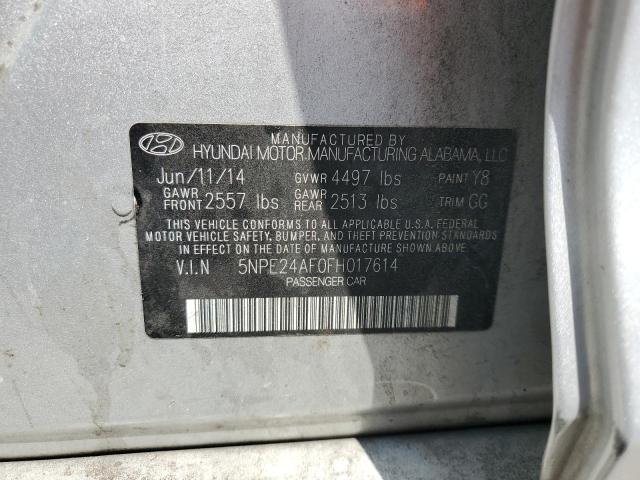 MANUFACTURED BY
HYUNDAI MOTOR MANUFACTURING ALABAMA, LLC
Jun/11/14 GVWR 4497 lbs PAINT Y8
GAWR FRONT 2557 lbs GAWR REAR 2513 lbs TRIM GG
THIS VEHICLE CONFORMS TO ALL APPLICABLE U.S.A. FEDERAL
MOTOR VEHICLE SAFETY, BUMPER, AND THEFT PREVENTION
STANDARDS IN EFFECT ON THE DATE OF MANUFACTURE SHOWN ABOVE.
V.I.N 5NPE24AF0FH017614
PASSENGER CAR